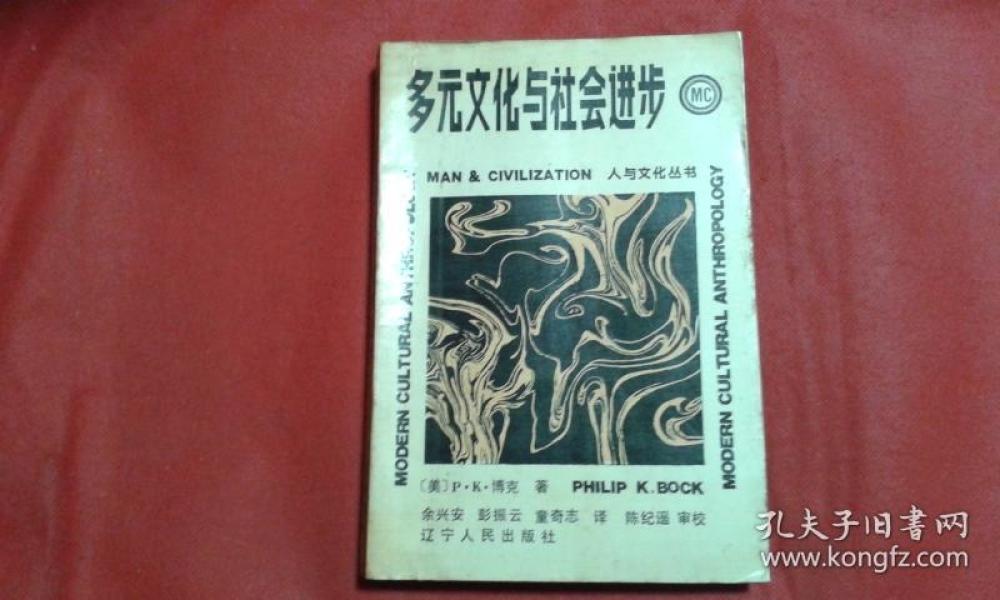 多元文化与社会进步
MC
MAN & CIVILIZATION 人与文化丛书
MODERN CULTURAL ANTHROPOLOGY
MODERN CULTURAL ANTHROPOLOGY
〔美〕P·K·博克 著 PHILIP K. BOCK
余兴安 彭振云 童奇志 译 陈纪遥 审校
辽宁人民出版社
孔夫子旧書网
www.kongfz.com